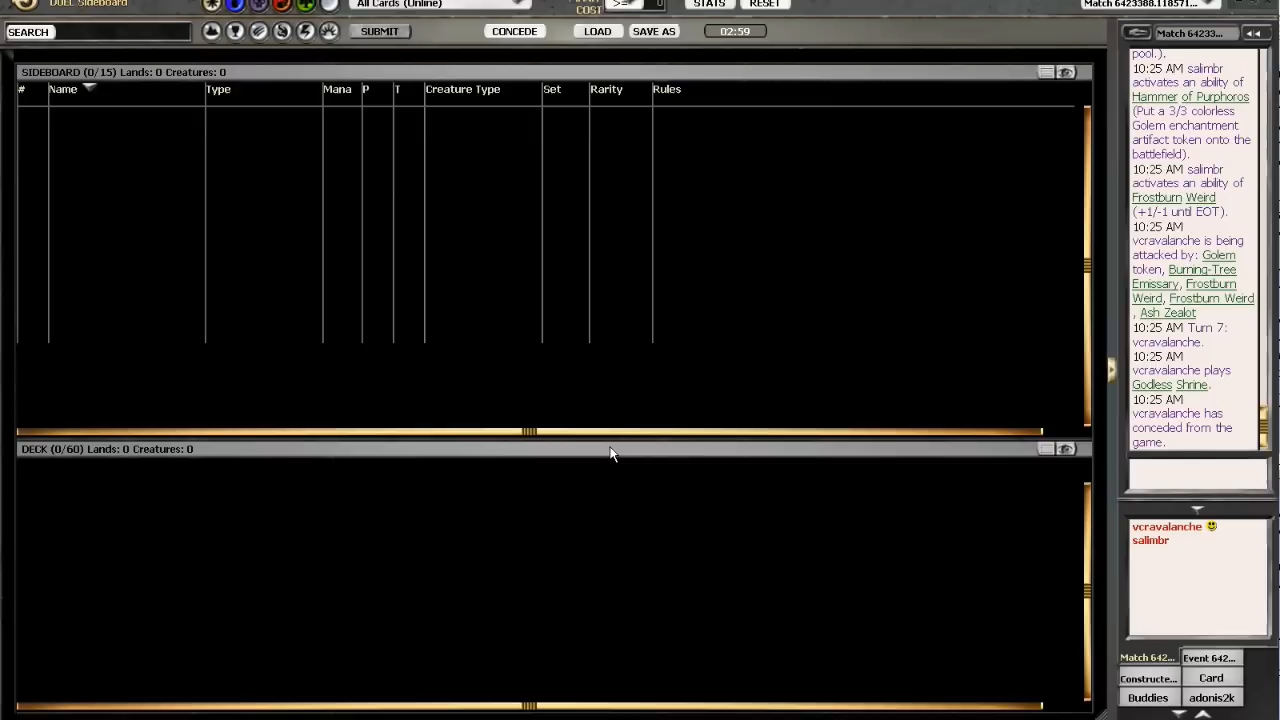 DUEL Sideboard
All Cards (Online)
COST
>=
0
STATS
RESET
Match 6423388.118571...
SEARCH
SUBMIT
CONCEDE
LOAD
SAVE AS
02:59
Match 64233...
SIDEBOARD (0/15) Lands: 0 Creatures: 0
# Name Type Mana P T Creature Type Set Rarity Rules
DECK (0/60) Lands: 0 Creatures: 0
pool.).
10:25 AM salimbr
activates an ability of
Hammer of Purphoros
(Put a 3/3 colorless
Golem enchantment
artifact token onto the
battlefield).
10:25 AM salimbr
activates an ability of
Frostburn Weird
(+1/-1 until EOT).
10:25 AM
vcravalanche is being
attacked by: Golem
token, Burning-Tree
Emissary, Frostburn
Weird, Frostburn Weird
, Ash Zealot
10:25 AM Turn 7:
vcravalanche.
10:25 AM
vcravalanche plays
Godless Shrine.
10:25 AM
vcravalanche has
conceded from the
game.
vcravalanche
salimbr
Match 642...
Event 642...
Constructe...
Card
Buddies
adonis2k